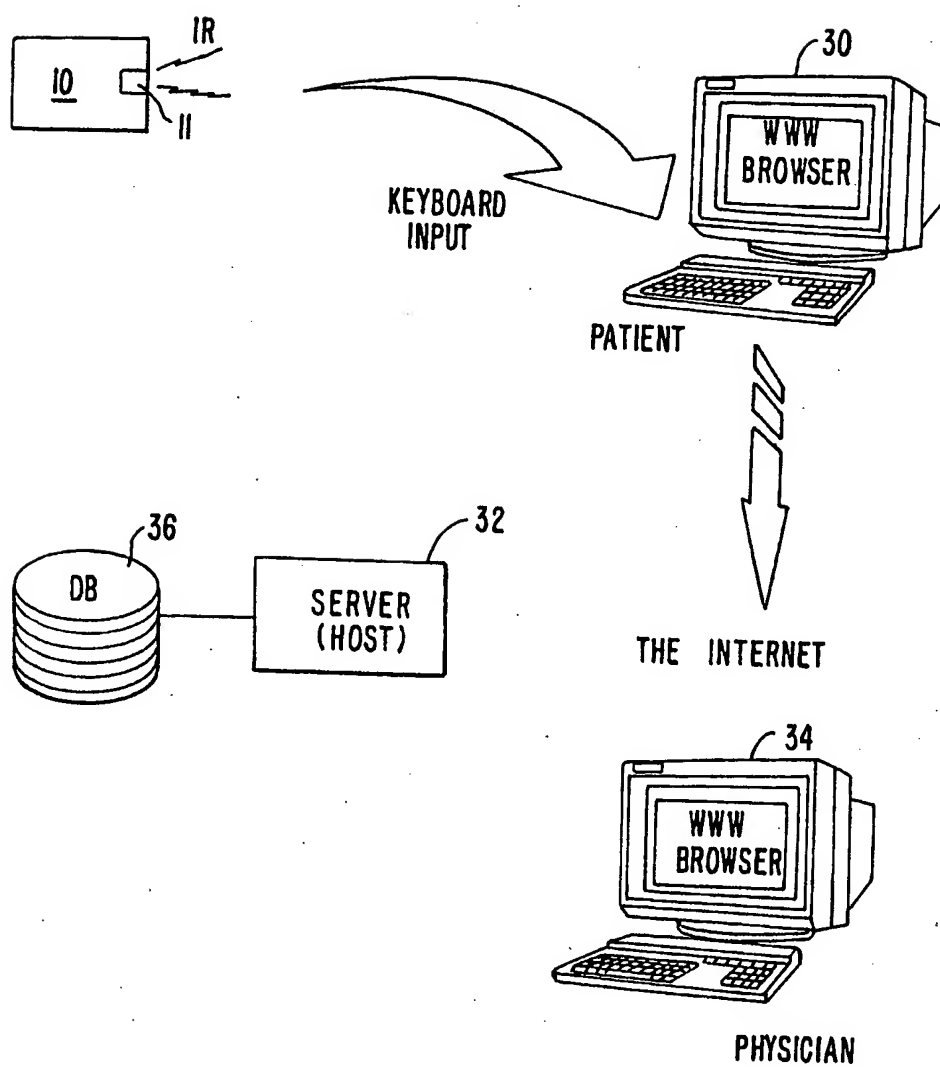 IR
10
11
30
WWW
BROWSER
KEYBOARD
INPUT
PATIENT
36
DB
32
SERVER
(HOST)
THE INTERNET
34
WWW
BROWSER
PHYSICIAN